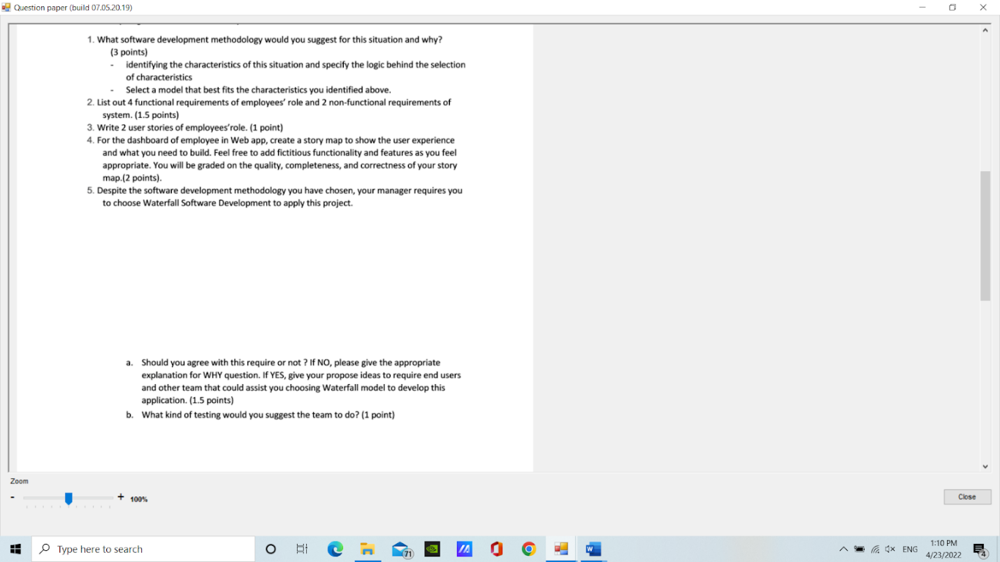 Question paper (build 07.05.20.19)
1. What software development methodology would you suggest for this situation and why?
(3 points)
- identifying the characteristics of this situation and specify the logic behind the selection
of characteristics
- Select a model that best fits the characteristics you identified above.
2. List out 4 functional requirements of employees' role and 2 non-functional requirements of
system. (1.5 points)
3. Write 2 user stories of employees'role. (1 point)
4. For the dashboard of employee in Web app, create a story map to show the user experience
and what you need to build. Feel free to add fictitious functionality and features as you feel
appropriate. You will be graded on the quality, completeness, and correctness of your story
map.(2 points).
5. Despite the software development methodology you have chosen, your manager requires you
to choose Waterfall Software Development to apply this project.
a. Should you agree with this require or not ? If NO, please give the appropriate
explanation for WHY question. If YES, give your propose ideas to require end users
and other team that could assist you choosing Waterfall model to develop this
application. (1.5 points)
b. What kind of testing would you suggest the team to do? (1 point)
Zoom
- + 100%
Close
Type here to search
71
W
ENG
1:10 PM
4/23/2022
4